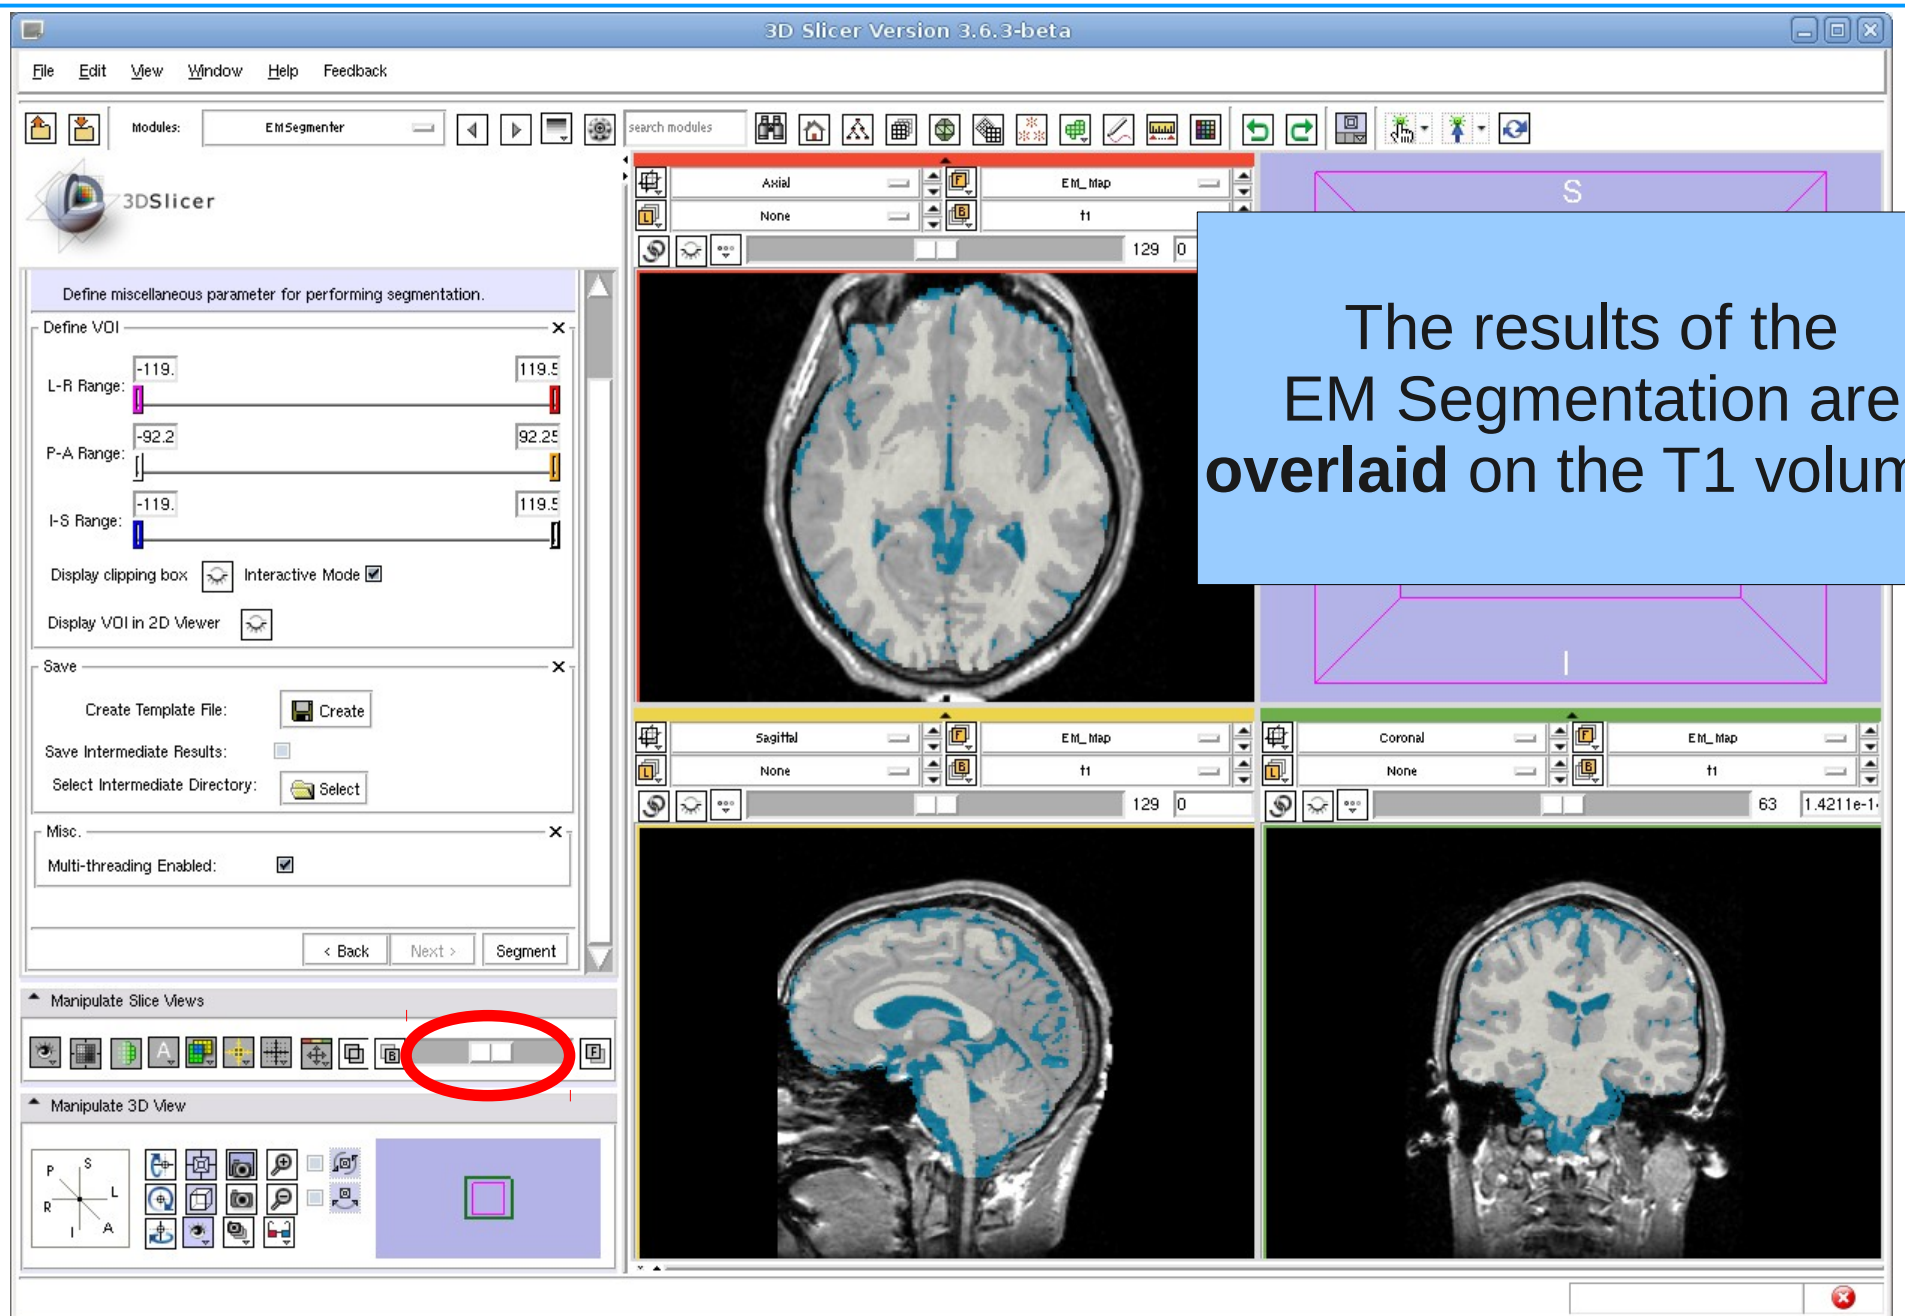 3D Slicer Version 3.6.3-beta
File Edit View Window Help Feedback
Modules: EMSegmenter search modules
3DSlicer
Define miscellaneous parameter for performing segmentation.
Define VOI
-119. 119.5
L-R Range:
-92.2 92.25
P-A Range:
-119. 119.5
I-S Range:
Display clipping box Interactive Mode
Display VOI in 2D Viewer
Save
Create Template File: Create
Save Intermediate Results:
Select Intermediate Directory: Select
Misc.
Multi-threading Enabled:
< Back Next > Segment
Manipulate Slice Views
A B F
Manipulate 3D View
P S
R L
I A
Axial F EM_Map
L None B t1
129 0
S
I
The results of the
EM Segmentation are
overlaid on the T1 volum
Sagittal F EM_Map
L None B t1
129 0
Coronal F EM_Map
L None B t1
63 1.4211e-1